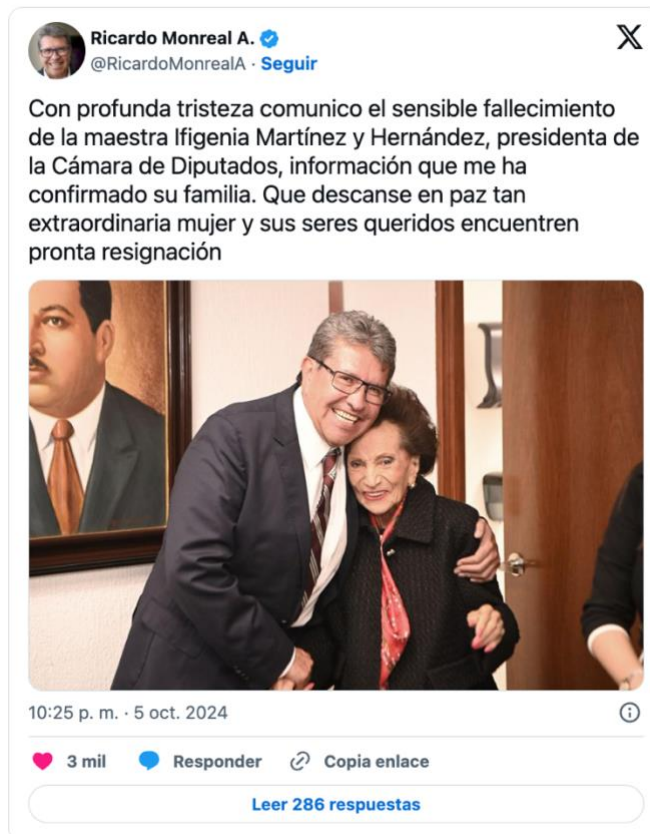 Ricardo Monreal A.
@RicardoMonrealA · Seguir
Con profunda tristeza comunico el sensible fallecimiento
de la maestra Ifigenia Martínez y Hernández, presidenta de
la Cámara de Diputados, información que me ha
confirmado su familia. Que descanse en paz tan
extraordinaria mujer y sus seres queridos encuentren
pronta resignación
10:25 p. m. · 5 oct. 2024
3 mil Responder Copia enlace
Leer 286 respuestas